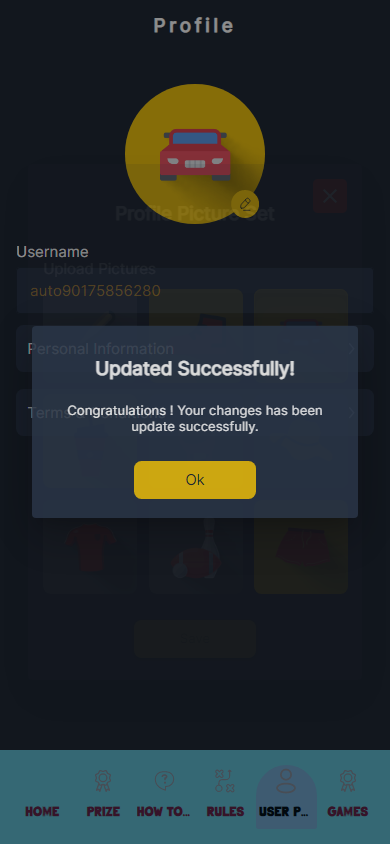 Profile
Profile Picture Set
Username
Upload Pictures
auto90175856280
Personal Information
Updated Successfully!
Congratulations ! Your changes has been
update successfully.
Ok
HOME PRIZE HOW TO... RULES USER P... GAMES